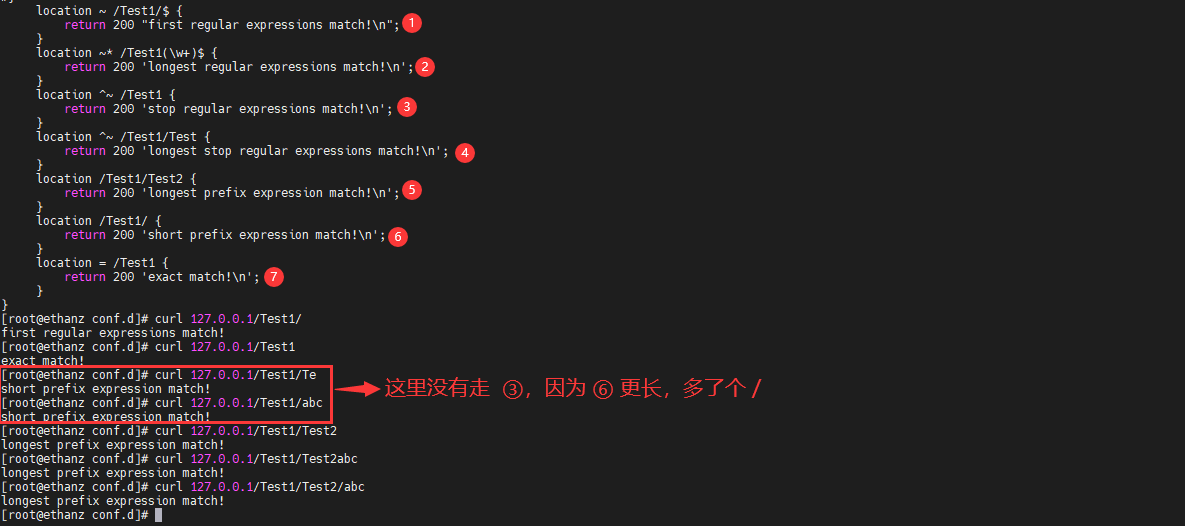 location ~ /Test1/$ {
return 200 "first regular expressions match!\n"; 1
}
location ~* /Test1(\w+)$ {
return 200 'longest regular expressions match!\n'; 2
}
location ^~ /Test1 {
return 200 'stop regular expressions match!\n'; 3
}
location ^~ /Test1/Test {
return 200 'longest stop regular expressions match!\n'; 4
}
location /Test1/Test2 {
return 200 'longest prefix expression match!\n'; 5
}
location /Test1/ {
return 200 'short prefix expression match!\n'; 6
}
location = /Test1 {
return 200 'exact match!\n'; 7
}
}
[root@ethanz conf.d]# curl 127.0.0.1/Test1/
first regular expressions match!
[root@ethanz conf.d]# curl 127.0.0.1/Test1
exact match!
[root@ethanz conf.d]# curl 127.0.0.1/Test1/Te
short prefix expression match!
[root@ethanz conf.d]# curl 127.0.0.1/Test1/abc
short prefix expression match!
这里没有走 ③，因为 ⑥ 更长，多了个 /
[root@ethanz conf.d]# curl 127.0.0.1/Test1/Test2
longest prefix expression match!
[root@ethanz conf.d]# curl 127.0.0.1/Test1/Test2abc
longest prefix expression match!
[root@ethanz conf.d]# curl 127.0.0.1/Test1/Test2/abc
longest prefix expression match!
[root@ethanz conf.d]#